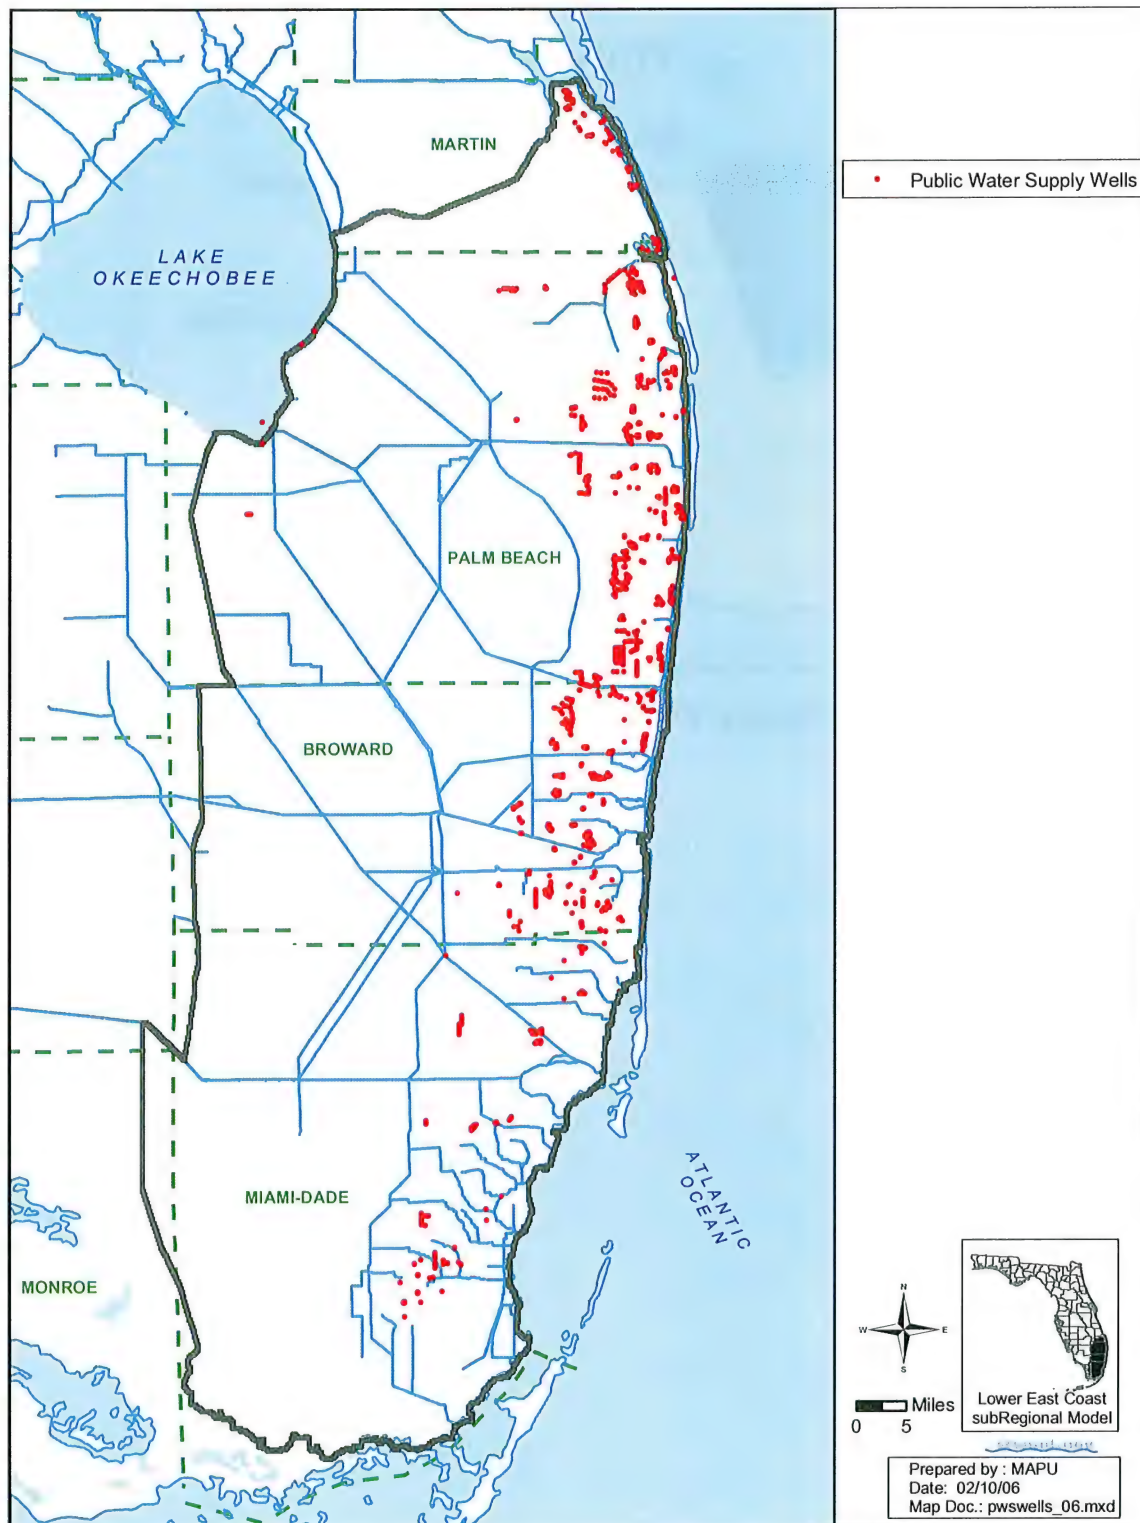 MARTIN
Public Water Supply Wells
LAKE
OKEECHOBEE
PALM BEACH
BROWARD
MIAMI-DADE
ATLANTIC
OCEAN
MONROE
N
W E
S
Miles
0 5
Lower East Coast
subRegional Model
Prepared by : MAPU
Date: 02/10/06
Map Doc.: pwswells_06.mxd